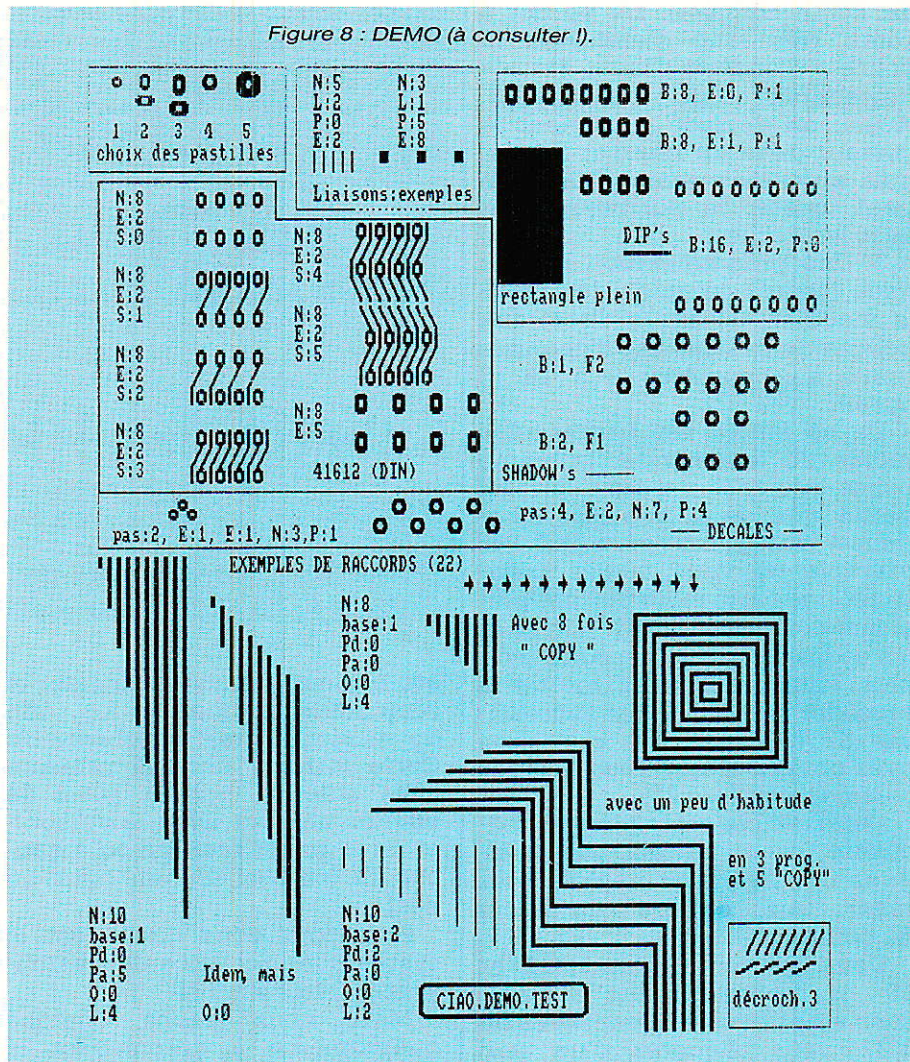 Figure 8 : DEMO (à consulter !).
1 2 3 4 5
choix des pastilles
N:5 N:3
L:2 L:1
P:0 P:5
E:2 E:8
Liaisons:exemples
B:8, E:0, P:1
B:8, E:1, P:1
DIP's
B:16, E:2, P:0
rectangle plein
N:8
E:2
S:0
N:8
E:2
S:1
N:8
E:2
S:2
N:8
E:2
S:3
N:8
E:2
S:4
N:8
E:2
S:5
N:8
E:5
41612 (DIN)
B:1, F2
B:2, F1
SHADOW's
pas:2, E:1, E:1, N:3,P:1
pas:4, E:2, N:7, P:4
DECALES
EXEMPLES DE RACCORDS (22)
N:8
base:1
Pd:0
Pa:0
O:0
L:4
Avec 8 fois
" COPY "
avec un peu d'habitude
en 3 prog.
et 5 "COPY"
N:10
base:1
Pd:0
Pa:5
O:0
L:4
Idem, mais
O:0
N:10
base:2
Pd:2
Pa:0
O:0
L:2
CIAO.DEMO.TEST
décroch.3